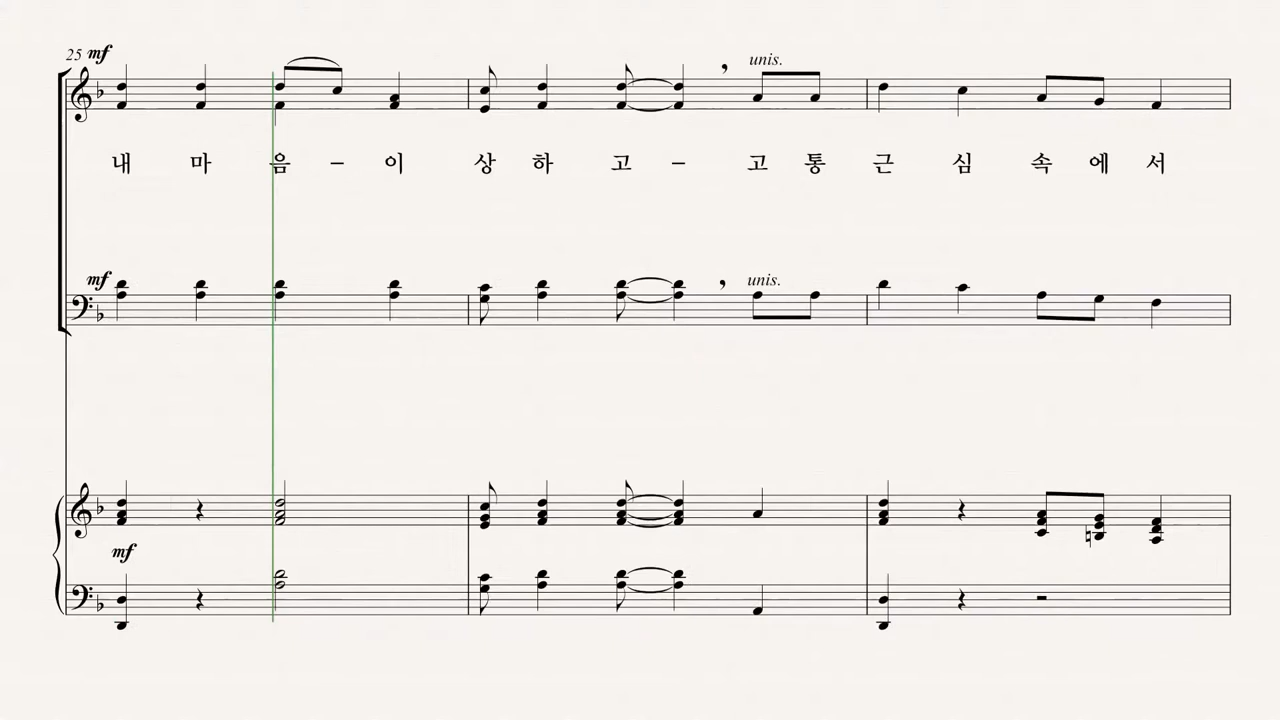 25 mf
unis.
내 마 음 – 이 상 하 고 – 고 통 근 심 속 에 서
mf
unis.
mf